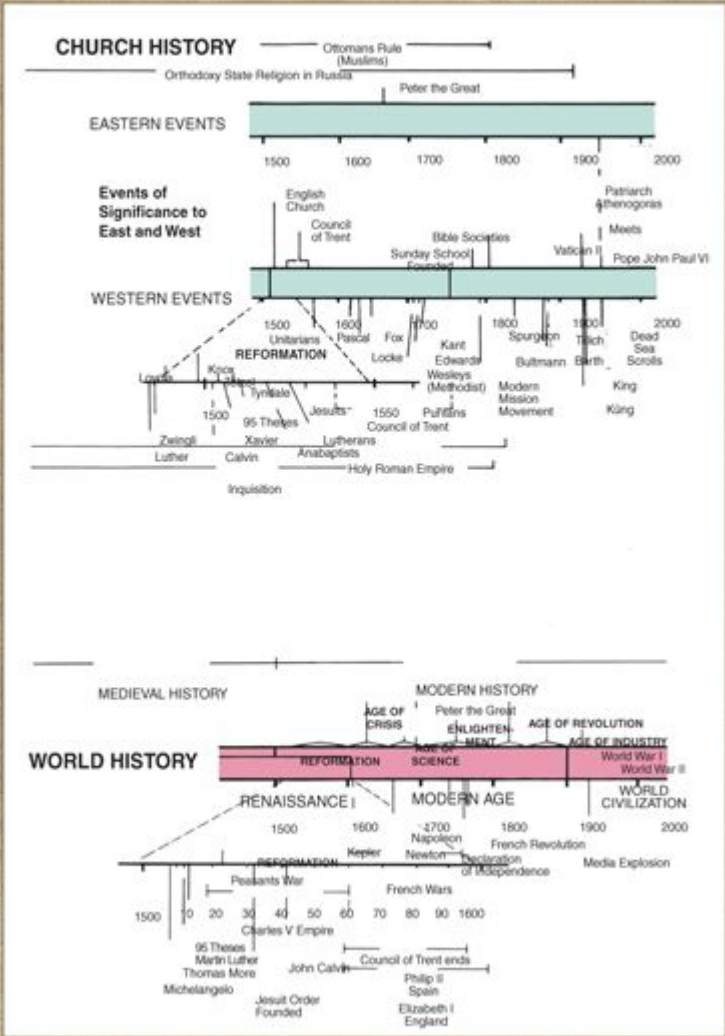 CHURCH HISTORY
Ottomans Rule
(Muslims)
Orthodoxy State Religion in Russia
Peter the Great
EASTERN EVENTS
1500 1600 1700 1800 1900 2000
Events of
Significance to
East and West
English
Church
Council
of Trent
Patriarch
Athenogoras
Meets
Pope John Paul VI
Bible Societies
Sunday School
Founded
Vatican II
WESTERN EVENTS
1500 1600 1700 1800 1900 2000
Unitarians
Pascal
Fox
Locke
Kant
Edwards
Wesleys
(Methodist)
Spurgeon
Bultmann
Tillich
Barth
Dead
Sea
Scrolls
REFORMATION
Loyola
Knox
Tyndale
1500
95 Theses
Jesuits
1550
Council of Trent
Puritans
Modern
Mission
Movement
King
Küng
Zwingli
Xavier
Lutherans
Luther
Calvin
Anabaptists
Holy Roman Empire
Inquisition
MEDIEVAL HISTORY
MODERN HISTORY
Peter the Great
AGE OF
CRISIS
ENLIGHTEN-
MENT
AGE OF REVOLUTION
AGE OF INDUSTRY
WORLD HISTORY
REFORMATION
AGE OF
SCIENCE
World War I
World War II
RENAISSANCE
MODERN AGE
WORLD
CIVILIZATION
1500 1600 1700 1800 1900 2000
Napoleon
French Revolution
Kepler
Newton
Declaration
of Independence
Media Explosion
REFORMATION
Peasants War
French Wars
1500 10 20 30 40 50 60 70 80 90 1600
Charles V Empire
95 Theses
Martin Luther
Thomas More
Michelangelo
John Calvin
Council of Trent ends
Jesuit Order
Founded
Philip II
Spain
Elizabeth I
England